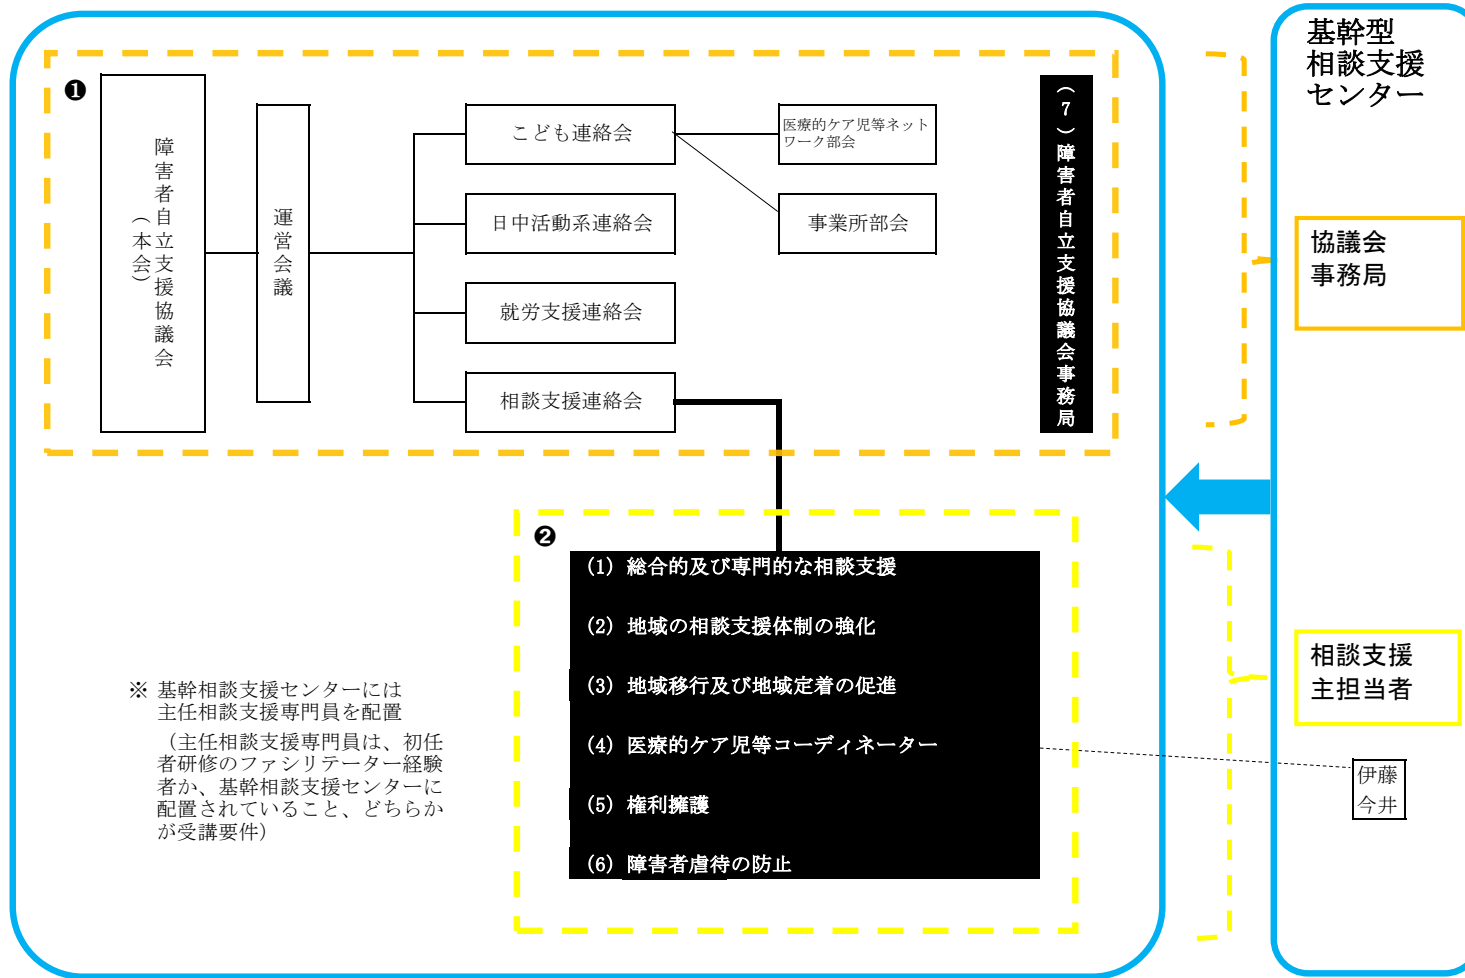 ❶
障害者自立支援協議会
（本会）
運営会議
こども連絡会
日中活動系連絡会
就労支援連絡会
相談支援連絡会
医療的ケア児等ネット
ワーク部会
事業所部会
（７）障害者自立支援協議会事務局
❷
(1) 総合的及び専門的な相談支援
(2) 地域の相談支援体制の強化
(3) 地域移行及び地域定着の促進
(4) 医療的ケア児等コーディネーター
(5) 権利擁護
(6) 障害者虐待の防止
※ 基幹相談支援センターには
主任相談支援専門員を配置
（主任相談支援専門員は、初任
者研修のファシリテーター経験
者か、基幹相談支援センターに
配置されていること、どちらか
が受講要件）
基幹型
相談支援
センター
協議会
事務局
相談支援
主担当者
伊藤
今井